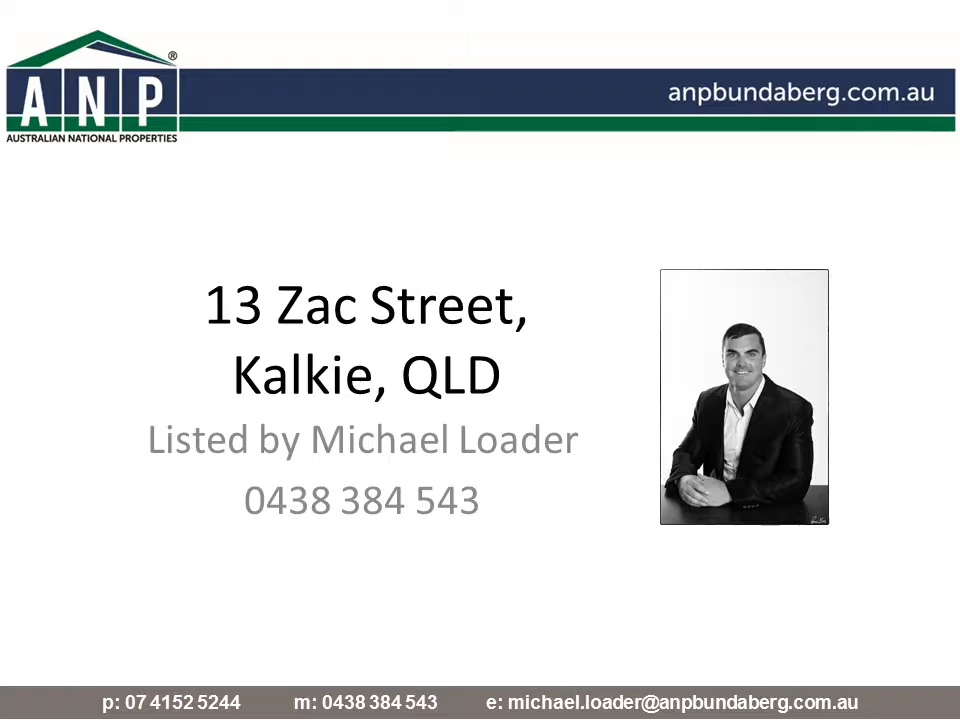 ®
ANP
AUSTRALIAN NATIONAL PROPERTIES
anpbundaberg.com.au
13 Zac Street,
Kalkie, QLD
Listed by Michael Loader
0438 384 543
p: 07 4152 5244 m: 0438 384 543 e: michael.loader@anpbundaberg.com.au